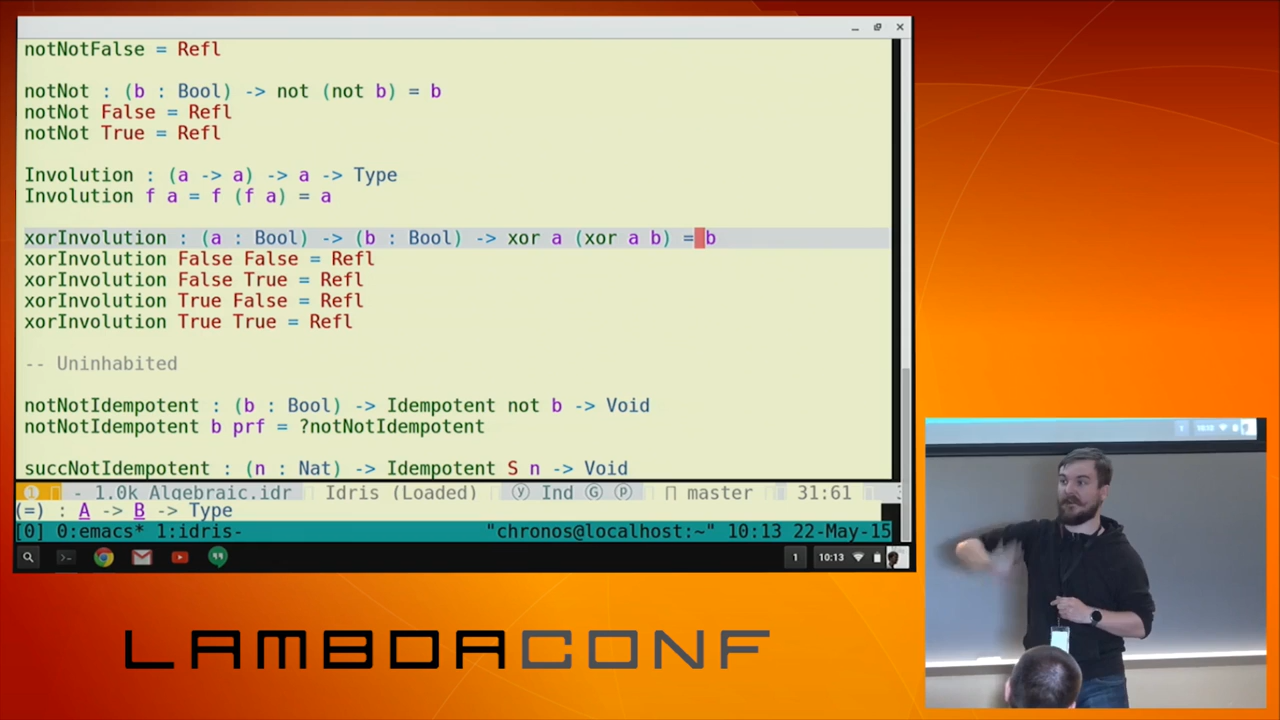 notNotFalse = Refl
notNot : (b : Bool) -> not (not b) = b
notNot False = Refl
notNot True = Refl
Involution : (a -> a) -> a -> Type
Involution f a = f (f a) = a
xorInvolution : (a : Bool) -> (b : Bool) -> xor a (xor a b) = b
xorInvolution False False = Refl
xorInvolution False True = Refl
xorInvolution True False = Refl
xorInvolution True True = Refl
-- Uninhabited
notNotIdempotent : (b : Bool) -> Idempotent not b -> Void
notNotIdempotent b prf = ?notNotIdempotent
succNotIdempotent : (n : Nat) -> Idempotent S n -> Void
① - 1.0k Algebraic.idr Idris (Loaded) ⓨ Ind Ⓖ ⓟ master 31:61
(=) : A -> B -> Type
[0] 0:emacs* 1:idris- "chronos@localhost:~" 10:13 22-May-15
1 10:13
LAMBDACONF